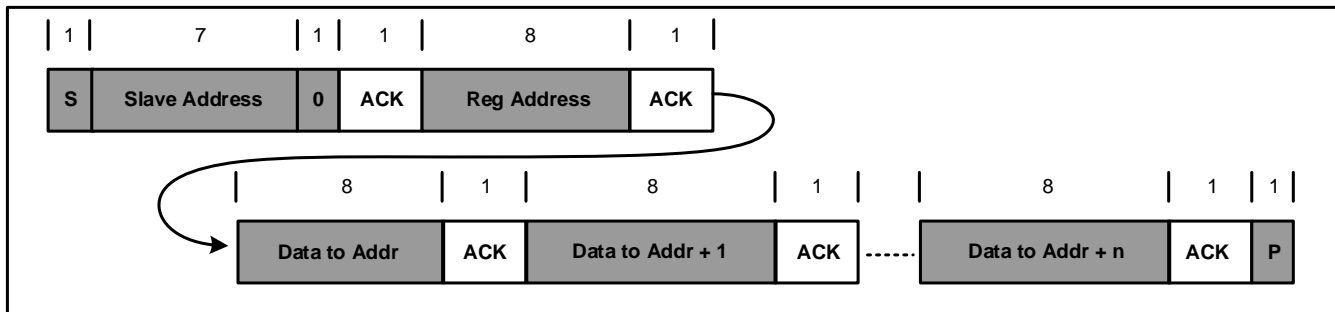 1 7 1 1 8 1
S Slave Address 0 ACK Reg Address ACK
8 1 8 1 8 1 1
Data to Addr ACK Data to Addr + 1 ACK Data to Addr + n ACK P